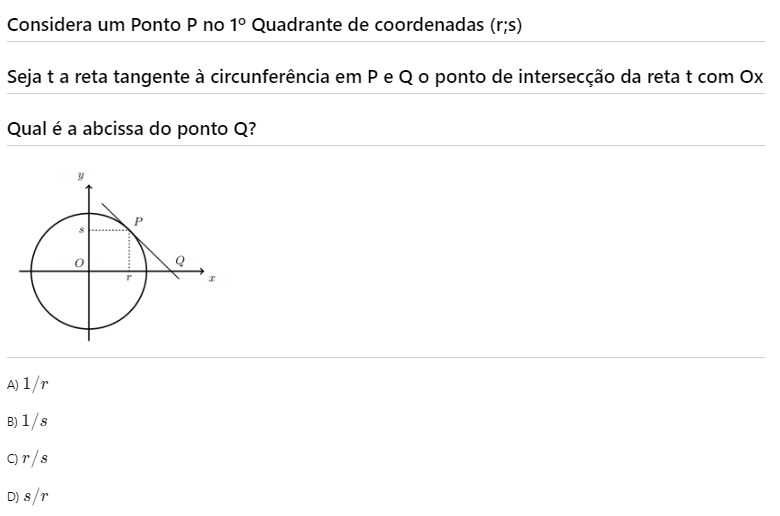 Considera um Ponto P no 1º Quadrante de coordenadas (r;s)
Seja t a reta tangente à circunferência em P e Q o ponto de intersecção da reta t com Ox
Qual é a abcissa do ponto Q?
y
P
s
O
Q
r
x
A) 1/r
B) 1/s
C) r/s
D) s/r